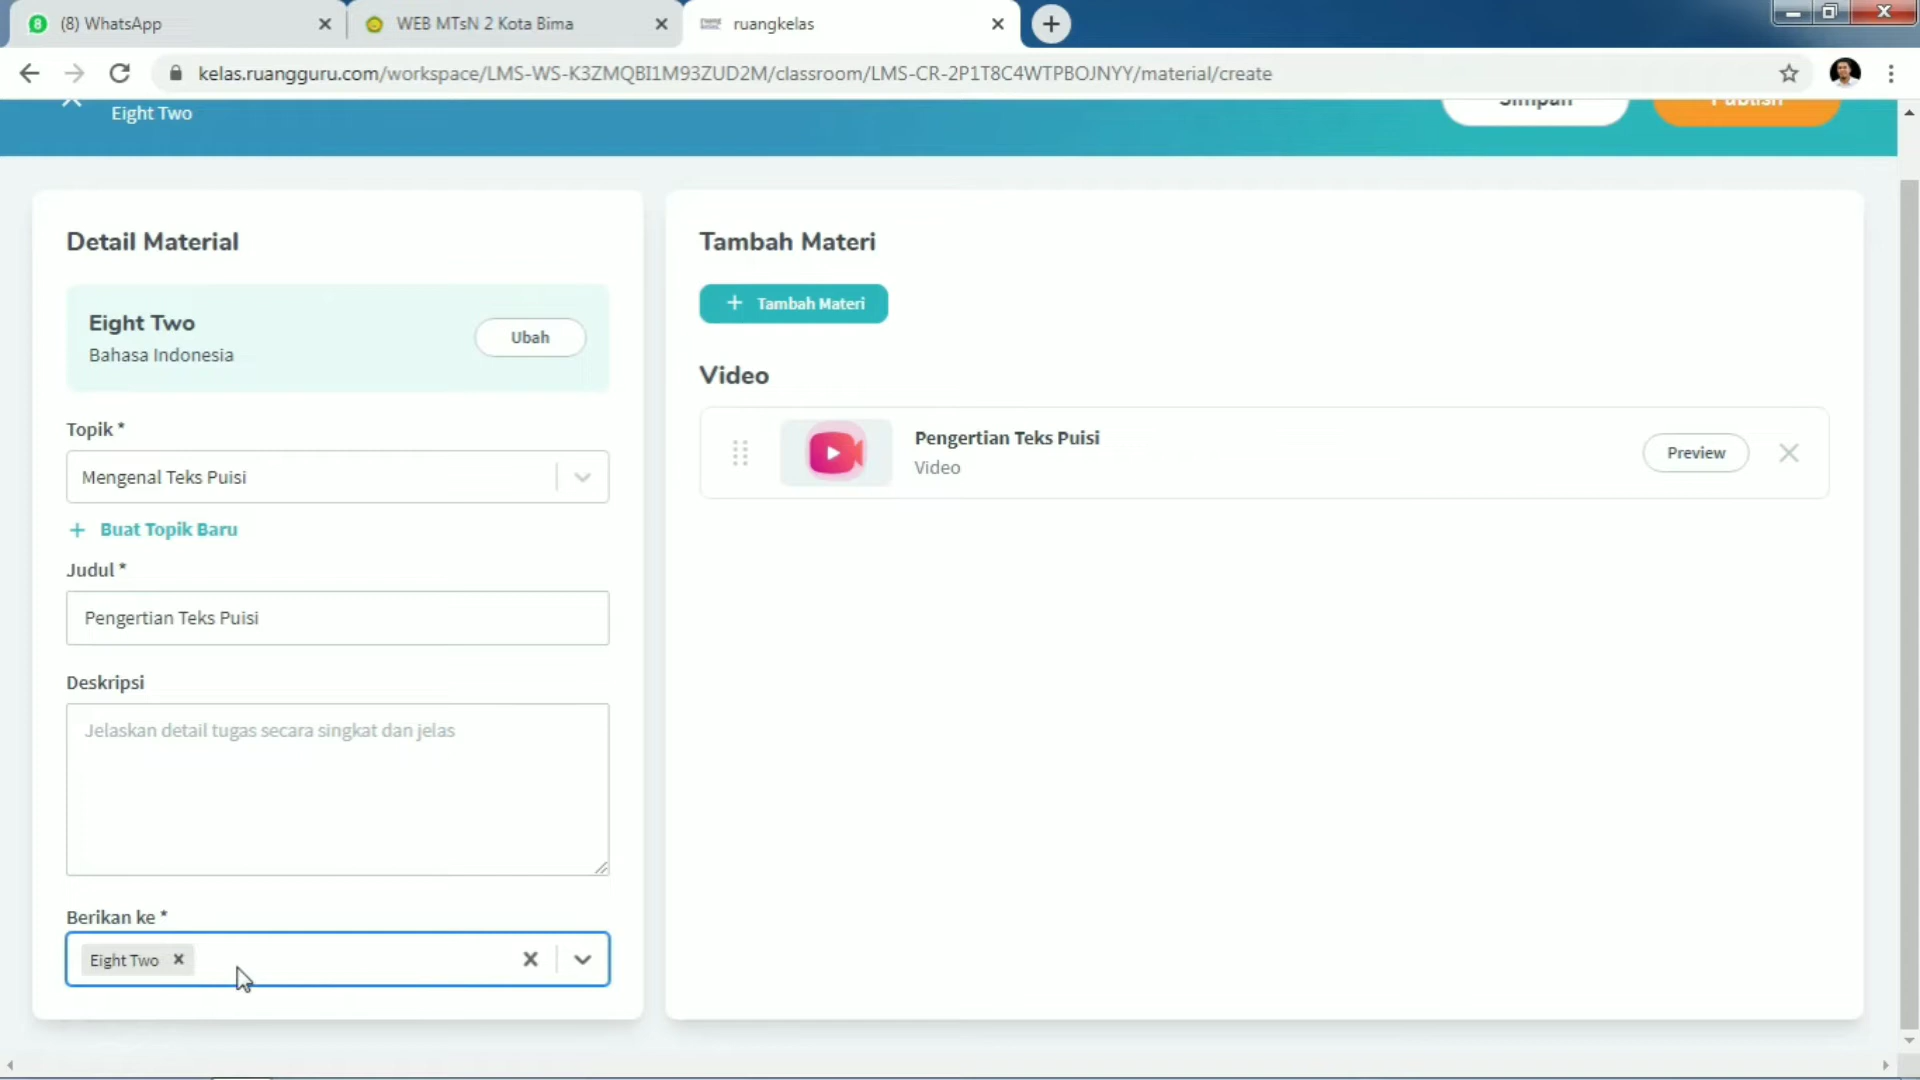 (8) WhatsApp
WEB MTsN 2 Kota Bima
ruangkelas
kelas.ruangguru.com/workspace/LMS-WS-K3ZMQBI1M93ZUD2M/classroom/LMS-CR-2P1T8C4WTPBOJNYY/material/create
Eight Two
Simpan
Publish
Detail Material
Eight Two
Bahasa Indonesia
Ubah
Topik *
Mengenal Teks Puisi
+ Buat Topik Baru
Judul *
Pengertian Teks Puisi
Deskripsi
Jelaskan detail tugas secara singkat dan jelas
Berikan ke *
Eight Two
Tambah Materi
+ Tambah Materi
Video
Pengertian Teks Puisi
Video
Preview